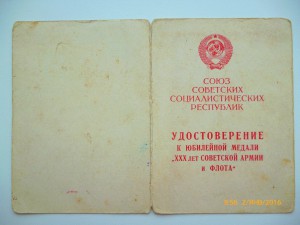 СОЮЗ
СОВЕТСКИХ
СОЦИАЛИСТИЧЕСКИХ
РЕСПУБЛИК
УДОСТОВЕРЕНИЕ
К ЮБИЛЕЙНОЙ МЕДАЛИ
„XXX лет СОВЕТСКОЙ АРМИИ
и ФЛОТА"